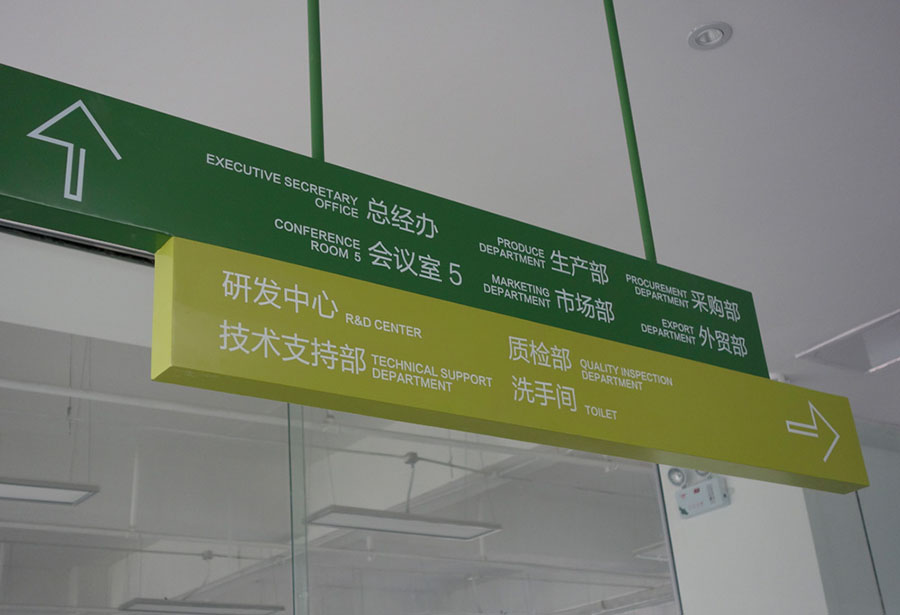 EXECUTIVE SECRETARY
OFFICE
总经办
CONFERENCE
ROOM 5
会议室5
PRODUCE
DEPARTMENT
生产部
MARKETING
DEPARTMENT
市场部
PROCUREMENT
DEPARTMENT
采购部
EXPORT
DEPARTMENT
外贸部
研发中心
R&D CENTER
技术支持部
TECHNICAL SUPPORT
DEPARTMENT
质检部
QUALITY INSPECTION
DEPARTMENT
洗手间
TOILET